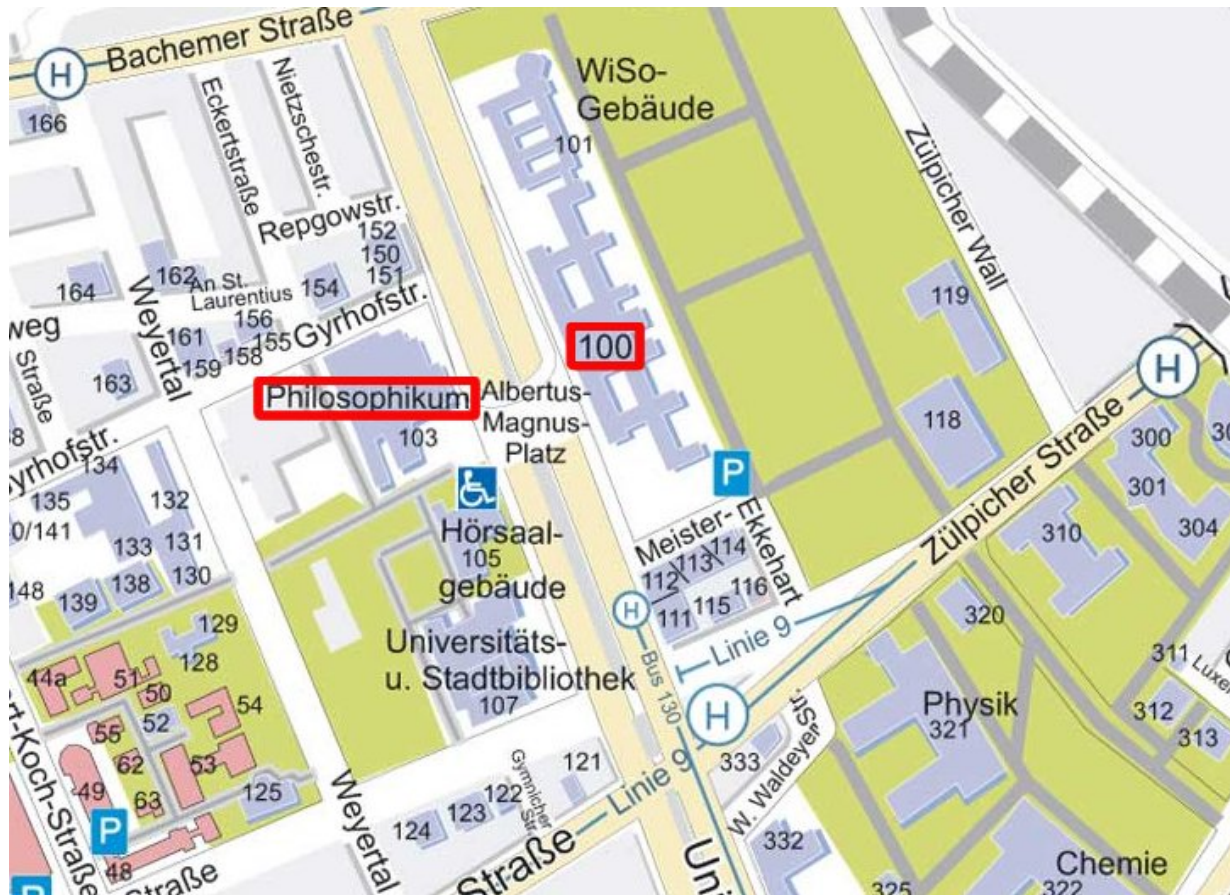 Bachemer Straße
H
166
Eckertstraße
Nietzschestr.
WiSo-
Gebäude
101
Zülpicher Wall
Repgowstr.
152
150
151
164
162
An St.
Laurentius
154
Weyertal
156
Gyrhofstr.
155
161
158
159
weg
Straße
163
119
100
H
Philosophikum
Albertus-
Magnus-
Platz
103
118
300
301
304
Zülpicher Straße
yrhofstr.
134
135
132
0/141
133
131
P
Hörsaal-
gebäude
105
Meister-
Ekkehart
310
148
139
138
130
112
113
114
116
111
115
H
320
129
128
Universitäts-
u. Stadtbibliothek
107
Bus 130
Linie 9
311
44a
51
50
54
52
55
53
62
63
49
125
H
W. Waldeyer Str.
Physik
321
312
313
Luxe
rt-Koch-Straße
P
48
Straße
Weyertal
124
123
122
Gymnicher
Str.
121
Linie 9
Straße
333
332
Uni
325
Chemie
322